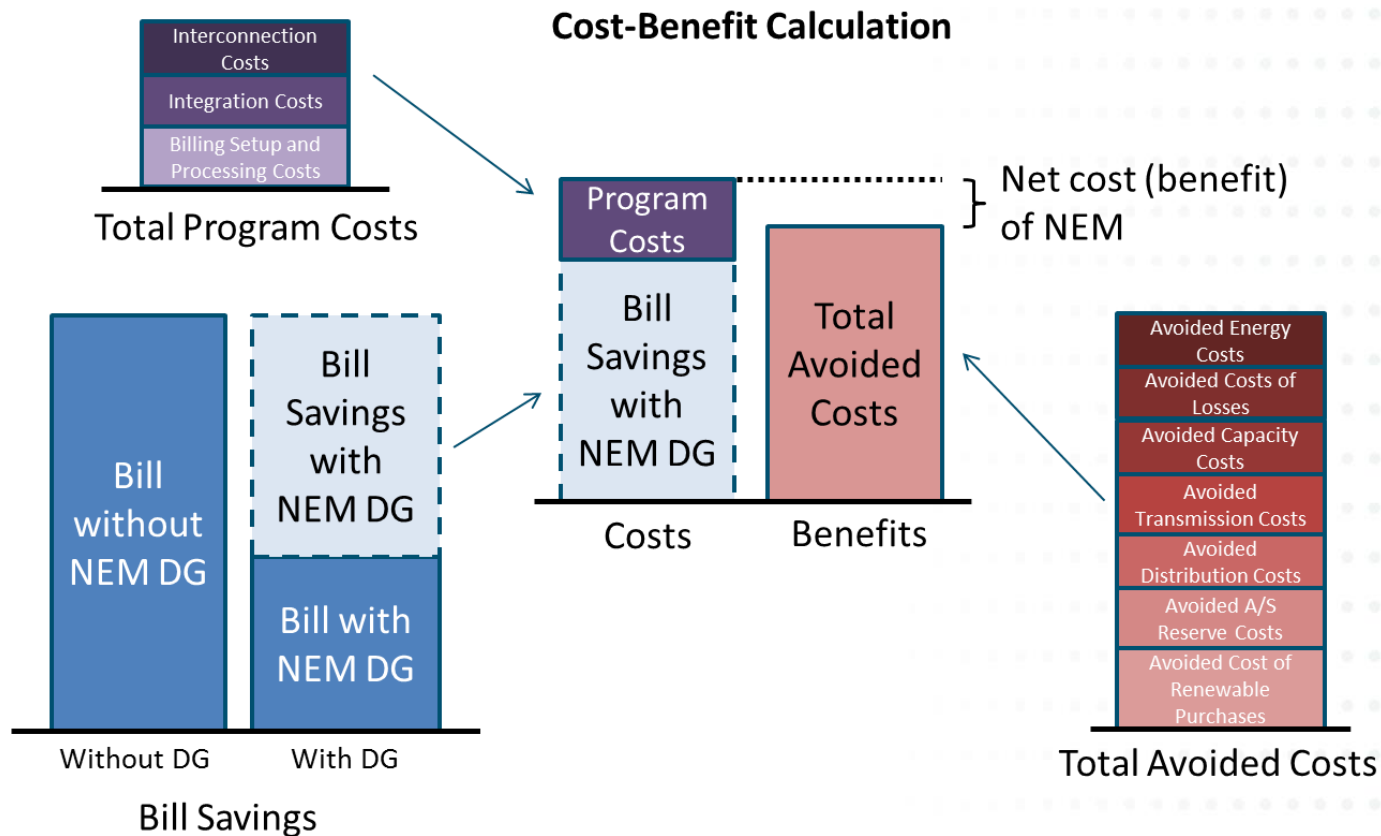 Cost-Benefit Calculation
Interconnection
Costs
Integration Costs
Billing Setup and
Processing Costs
Total Program Costs
Bill
without
NEM DG
Bill
Savings
with
NEM DG
Bill with
NEM DG
Without DG
With DG
Bill Savings
Program
Costs
Bill
Savings
with
NEM DG
Costs
Total
Avoided
Costs
Benefits
Net cost (benefit)
of NEM
Avoided Energy
Costs
Avoided Costs of
Losses
Avoided Capacity
Costs
Avoided
Transmission Costs
Avoided
Distribution Costs
Avoided A/S
Reserve Costs
Avoided Cost of
Renewable
Purchases
Total Avoided Costs